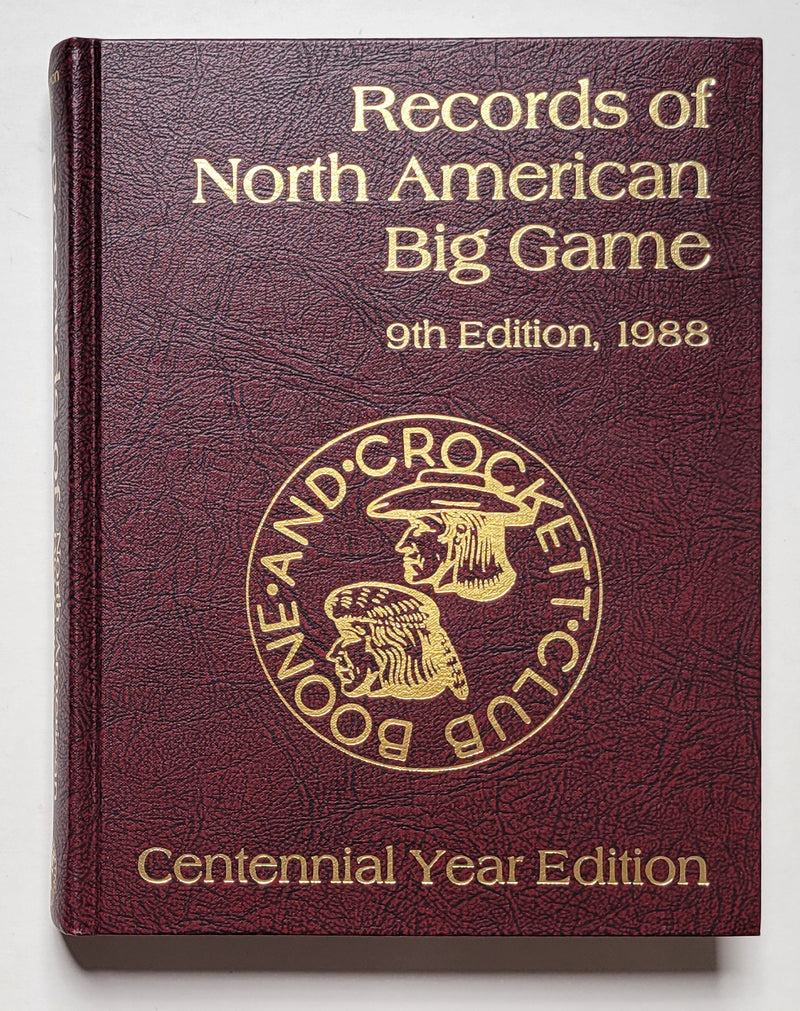 Records of
North American
Big Game
9th Edition, 1988
BOONE·AND·CROCKETT·CLUB
Centennial Year Edition